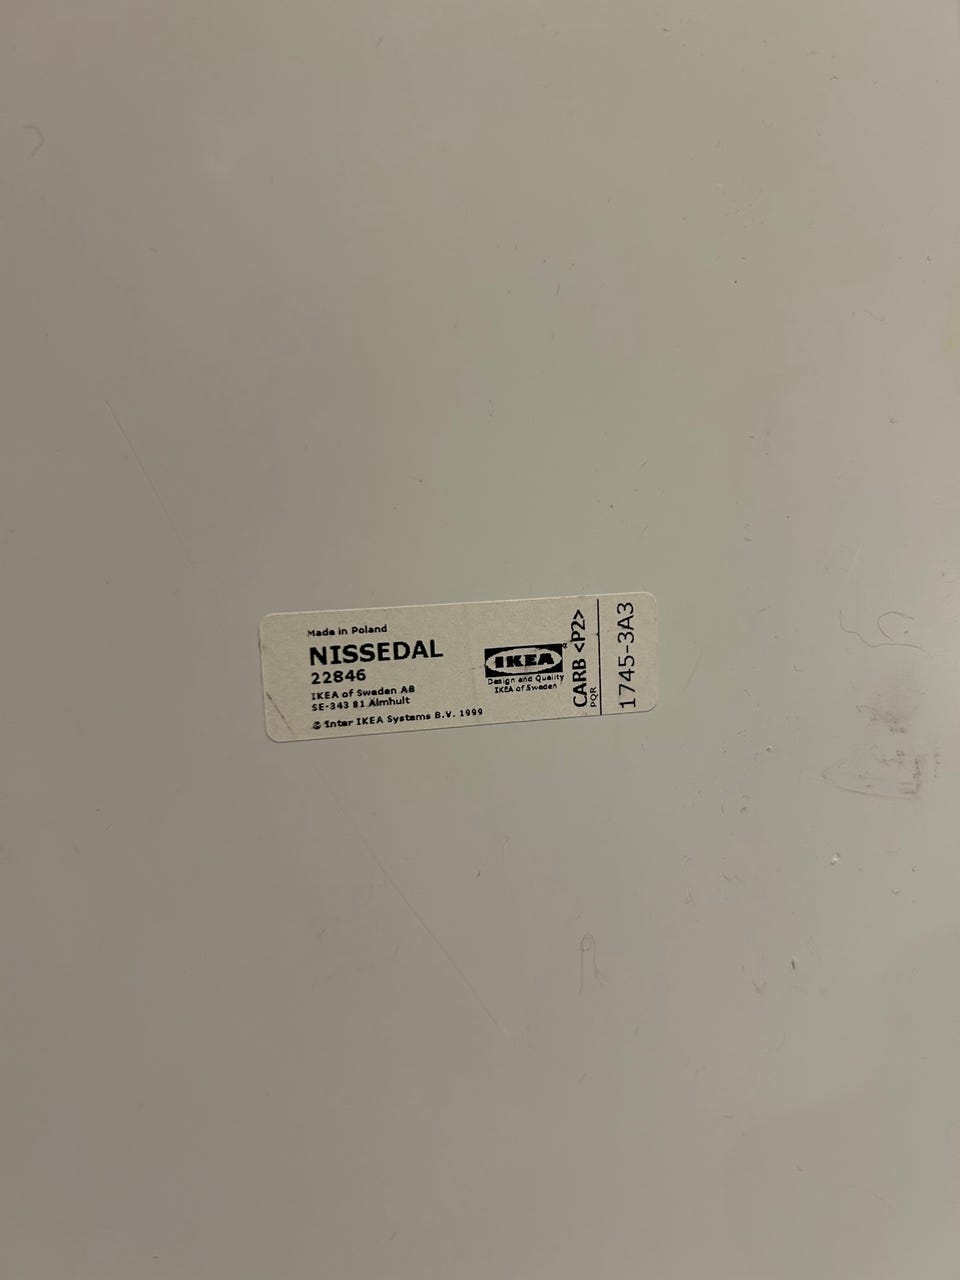 Made in Poland
NISSEDAL
22846
IKEA of Sweden AB
SE-343 81 Älmhult
© Inter IKEA Systems B.V. 1999
IKEA®
Design and Quality
IKEA of Sweden
CARB <P2>
PQR
1745-3A3